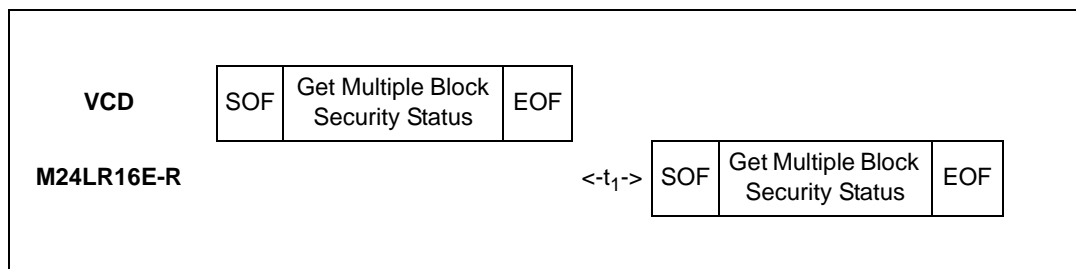 VCD SOF Get Multiple Block EOF
Security Status
M24LR16E-R <-t1-> SOF Get Multiple Block EOF
Security Status